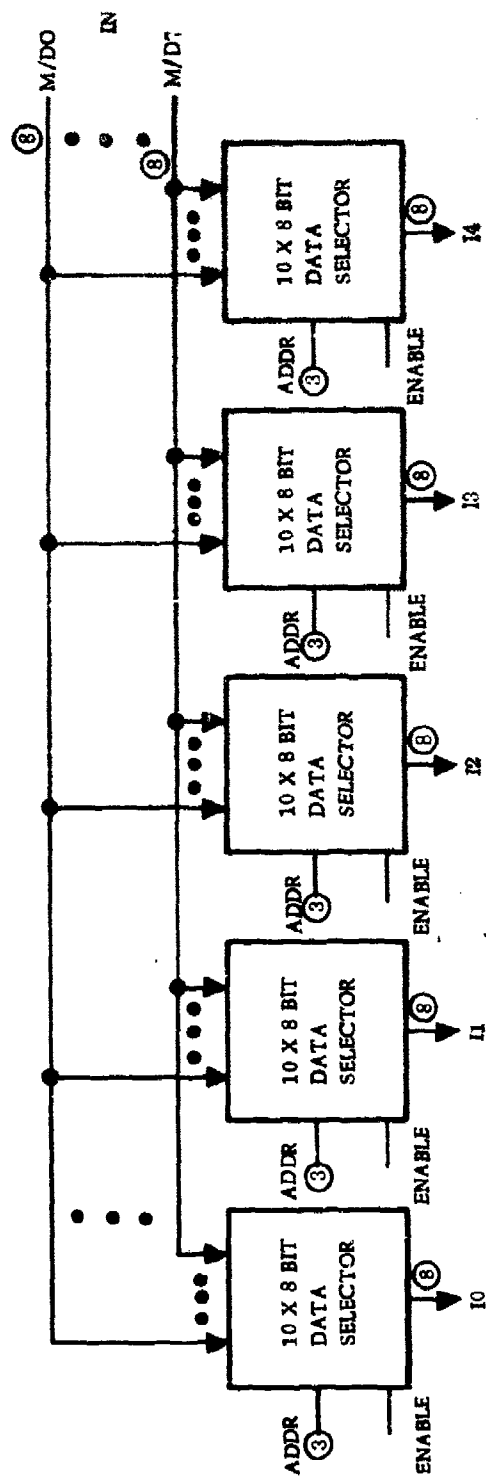 M/D0
8
IN
M/D7
8
10 X 8 BIT
DATA
SELECTOR
ADDR
3
ENABLE
8
I0
10 X 8 BIT
DATA
SELECTOR
ADDR
3
ENABLE
8
I1
10 X 8 BIT
DATA
SELECTOR
ADDR
3
ENABLE
8
I2
10 X 8 BIT
DATA
SELECTOR
ADDR
3
ENABLE
8
I3
10 X 8 BIT
DATA
SELECTOR
ADDR
3
ENABLE
8
I4